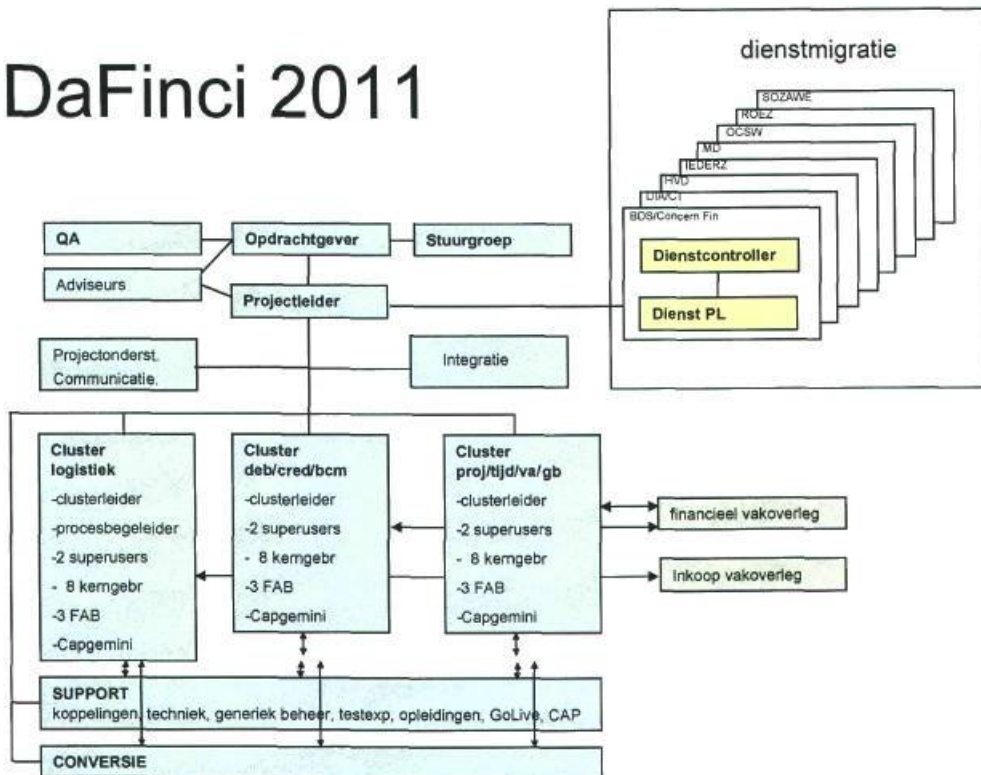 DaFinci 2011
dienstmigratie
SOZAWE
ROEZ
OCSW
MD
IEDERZ
HVD
DIA/CT
BDS/Concern Fin
Dienstcontroller
Dienst PL
QA
Opdrachtgever
Stuurgroep
Adviseurs
Projectleider
Projectonderst.
Communicatie.
Integratie
Cluster
logistiek
-clusterleider
-procesbegeleider
-2 superusers
- 8 kerngebr
-3 FAB
-Capgemini
Cluster
deb/cred/bcm
-clusterleider
-2 superusers
- 8 kerngebr
-3 FAB
-Capgemini
Cluster
proj/tijd/va/gb
-clusterleider
-2 superusers
- 8 kerngebr
-3 FAB
-Capgemini
financieel vakoverleg
Inkoop vakoverleg
SUPPORT
koppelingen, techniek, generiek beheer, testexp, opleidingen, GoLive, CAP
CONVERSIE